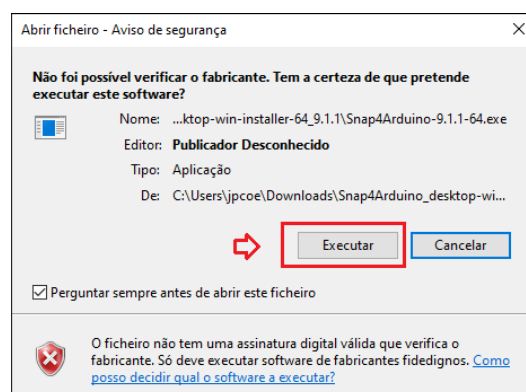 Abrir ficheiro - Aviso de segurança
Não foi possível verificar o fabricante. Tem a certeza de que pretende
executar este software?
Nome: ...ktop-win-installer-64_9.1.1\Snap4Arduino-9.1.1-64.exe
Editor: Publicador Desconhecido
Tipo: Aplicação
De: C:\Users\jpcoe\Downloads\Snap4Arduino_desktop-wi...
Executar Cancelar
Perguntar sempre antes de abrir este ficheiro
O ficheiro não tem uma assinatura digital válida que verifica o
fabricante. Só deve executar software de fabricantes fidedignos. Como
posso decidir qual o software a executar?